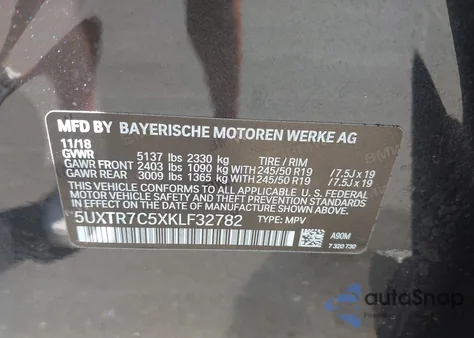 MFD BY BAYERISCHE MOTOREN WERKE AG
11/18
GVWR 5137 lbs 2330 kg TIRE / RIM
GAWR FRONT 2403 lbs 1090 kg 245/50 R19 /7.5J x 19
GAWR REAR 3009 lbs 1365 kg 245/50 R19 /7.5J x 19
THIS VEHICLE CONFORMS TO ALL APPLICABLE U.S. FEDERAL
MOTOR VEHICLE SAFETY, BUMPER, AND THEFT PREVENTION STANDARDS
IN EFFECT ON THE DATE OF MANUFACTURE SHOWN ABOVE.
5UXTR7C5XKLF32782 TYPE: MPV
A90M
7 320 730
autoSnap